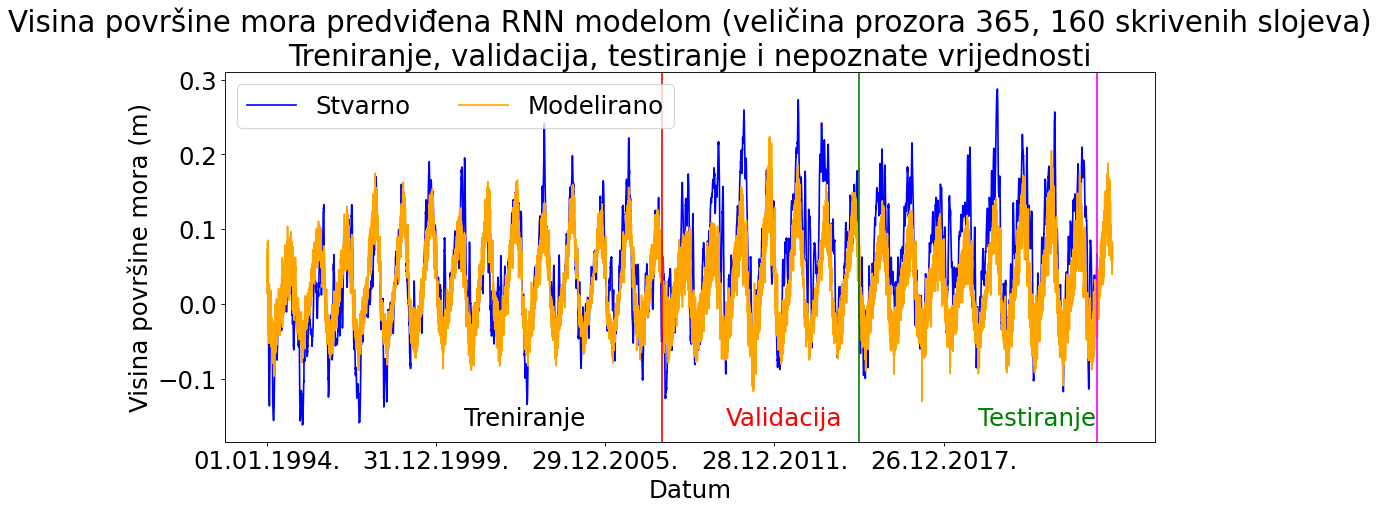 Visina površine mora predviđena RNN modelom (veličina prozora 365, 160 skrivenih slojeva)
Treniranje, validacija, testiranje i nepoznate vrijednosti
Stvarno
Modelirano
Visina površine mora (m)
0.3
0.2
0.1
0.0
−0.1
Treniranje
Validacija
Testiranje
01.01.1994.
31.12.1999.
29.12.2005.
28.12.2011.
26.12.2017.
Datum